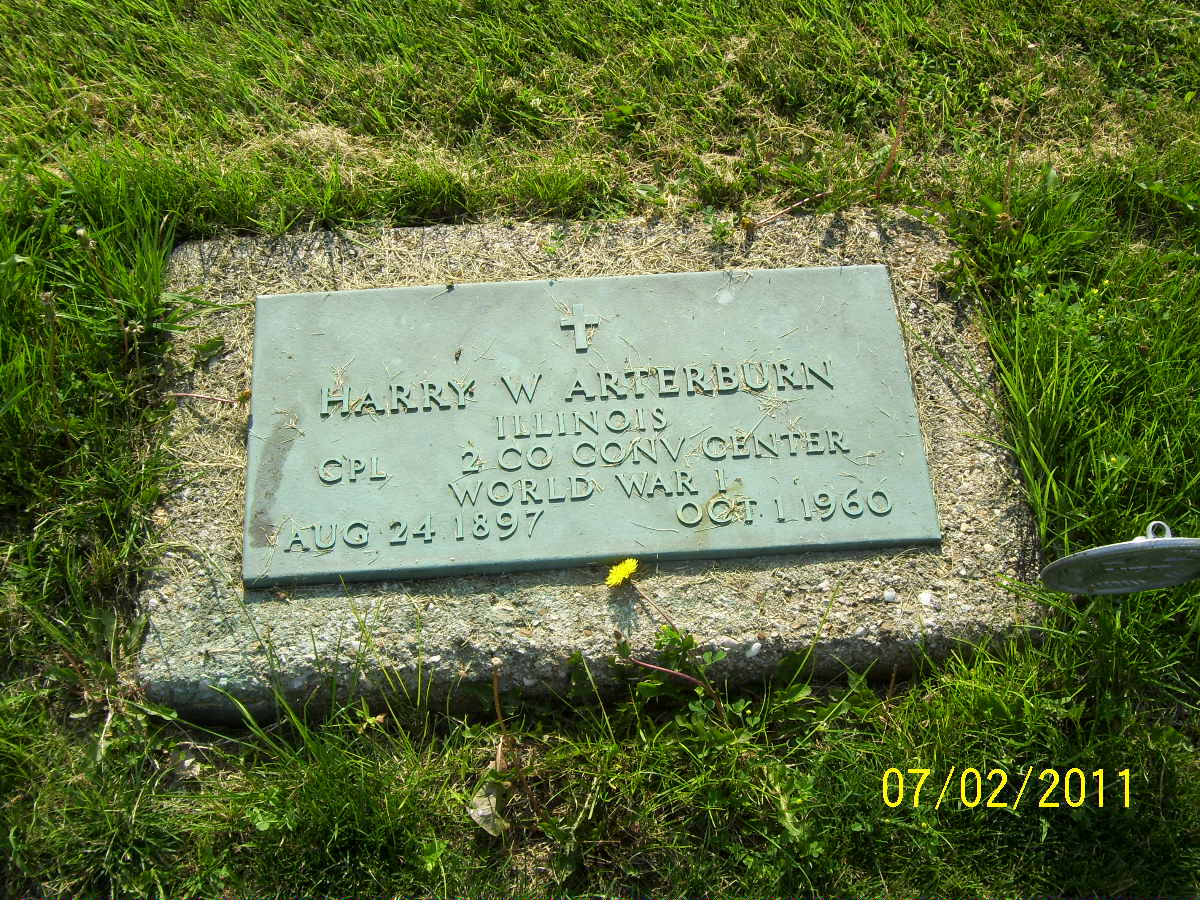 HARRY W ARTERBURN
ILLINOIS
CPL 2 CO CONV CENTER
WORLD WAR I
AUG 24 1897 OCT 1 1960
07/02/2011